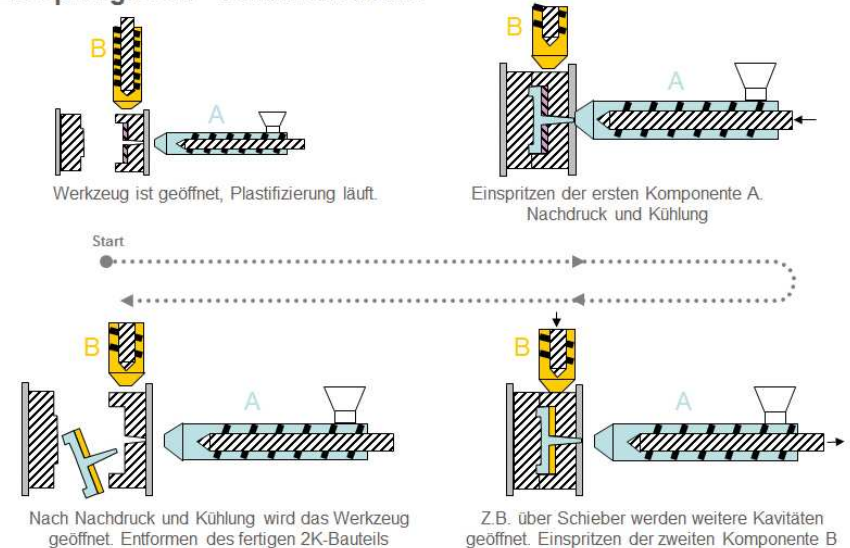 B
A
Werkzeug ist geöffnet, Plastifizierung läuft.
B
A
Einspritzen der ersten Komponente A.
Nachdruck und Kühlung
Start
B
A
Nach Nachdruck und Kühlung wird das Werkzeug
geöffnet. Entformen des fertigen 2K-Bauteils
B
A
Z.B. über Schieber werden weitere Kavitäten
geöffnet. Einspritzen der zweiten Komponente B